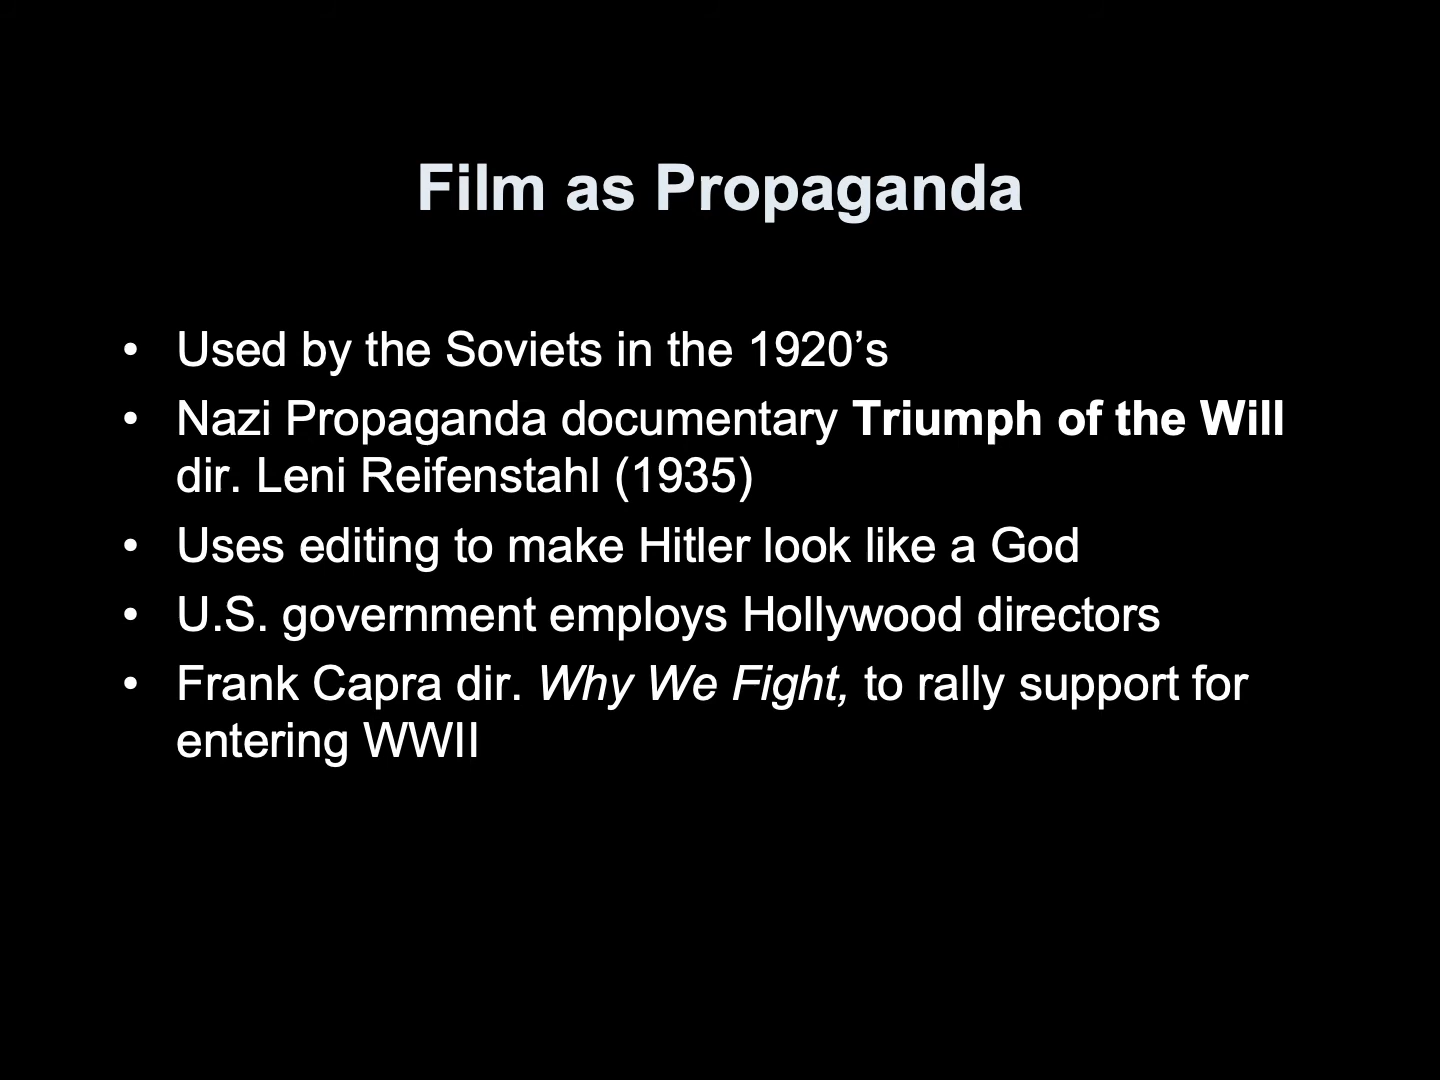 Film as Propaganda
• Used by the Soviets in the 1920’s
• Nazi Propaganda documentary Triumph of the Will
dir. Leni Reifenstahl (1935)
• Uses editing to make Hitler look like a God
• U.S. government employs Hollywood directors
• Frank Capra dir. Why We Fight, to rally support for
entering WWII